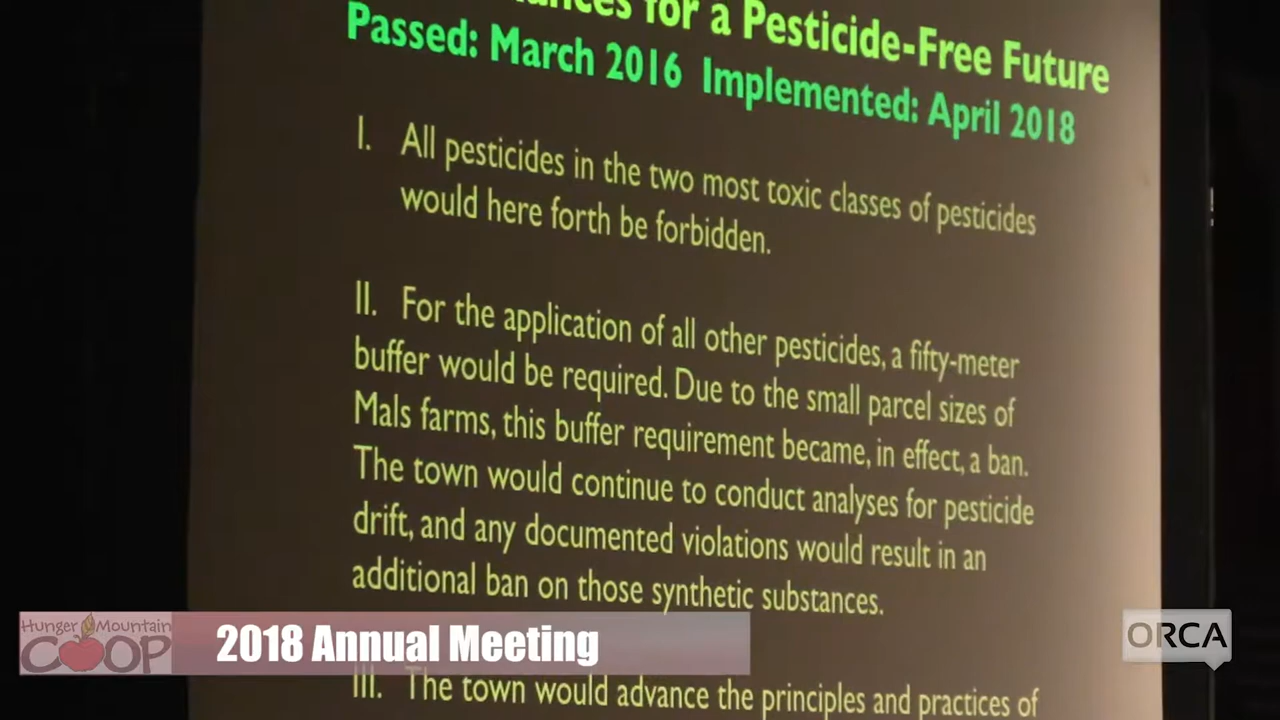 for a Pesticide-Free Future
Passed: March 2016 Implemented: April 2018
I. All pesticides in the two most toxic classes of pesticides
would here forth be forbidden.
II. For the application of all other pesticides, a fifty-meter
buffer would be required. Due to the small parcel sizes of
Mals farms, this buffer requirement became, in effect, a ban.
The town would continue to conduct analyses for pesticide
drift, and any documented violations would result in an
additional ban on those synthetic substances.
Hunger Mountain
COOP
2018 Annual Meeting
ORCA
III. The town would advance the principles and practices of